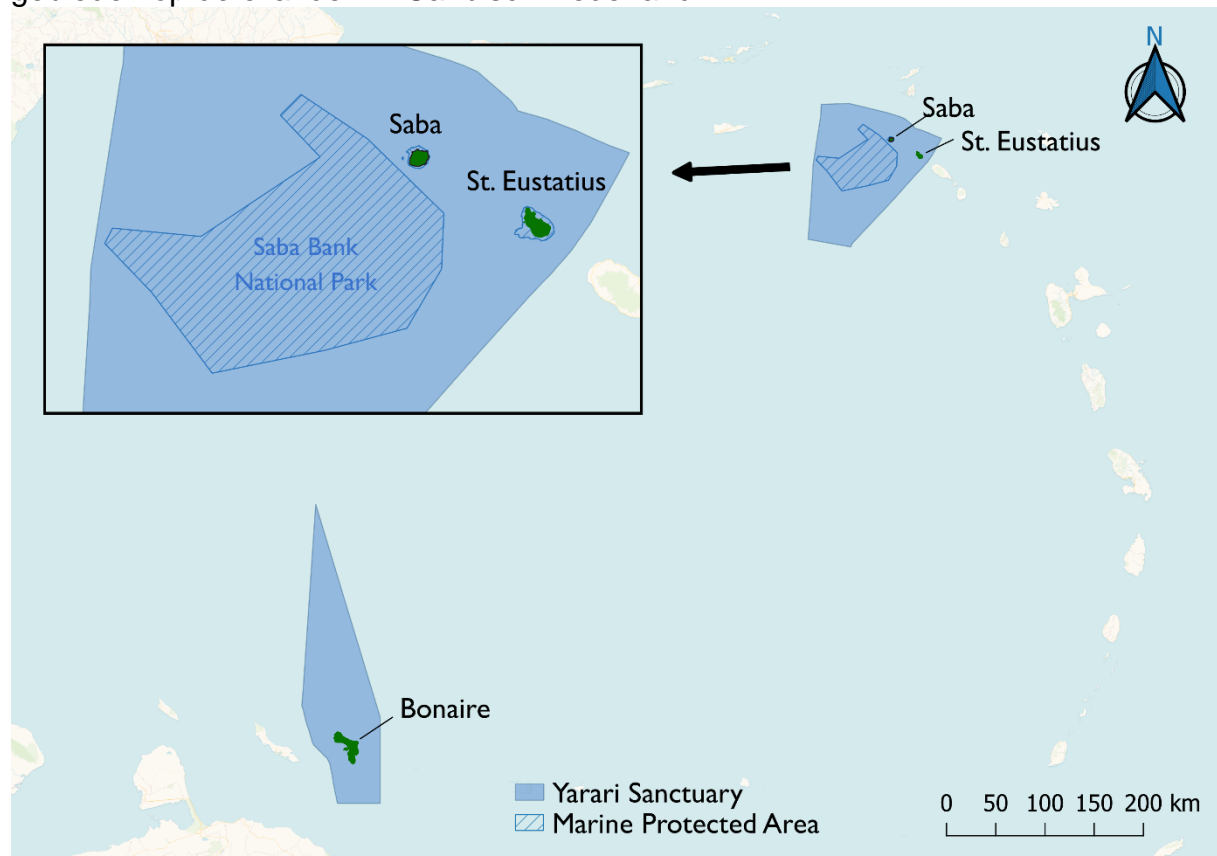 N
Saba
St. Eustatius
Saba
St. Eustatius
Saba Bank
National Park
Bonaire
Yarari Sanctuary
Marine Protected Area
0 50 100 150 200 km